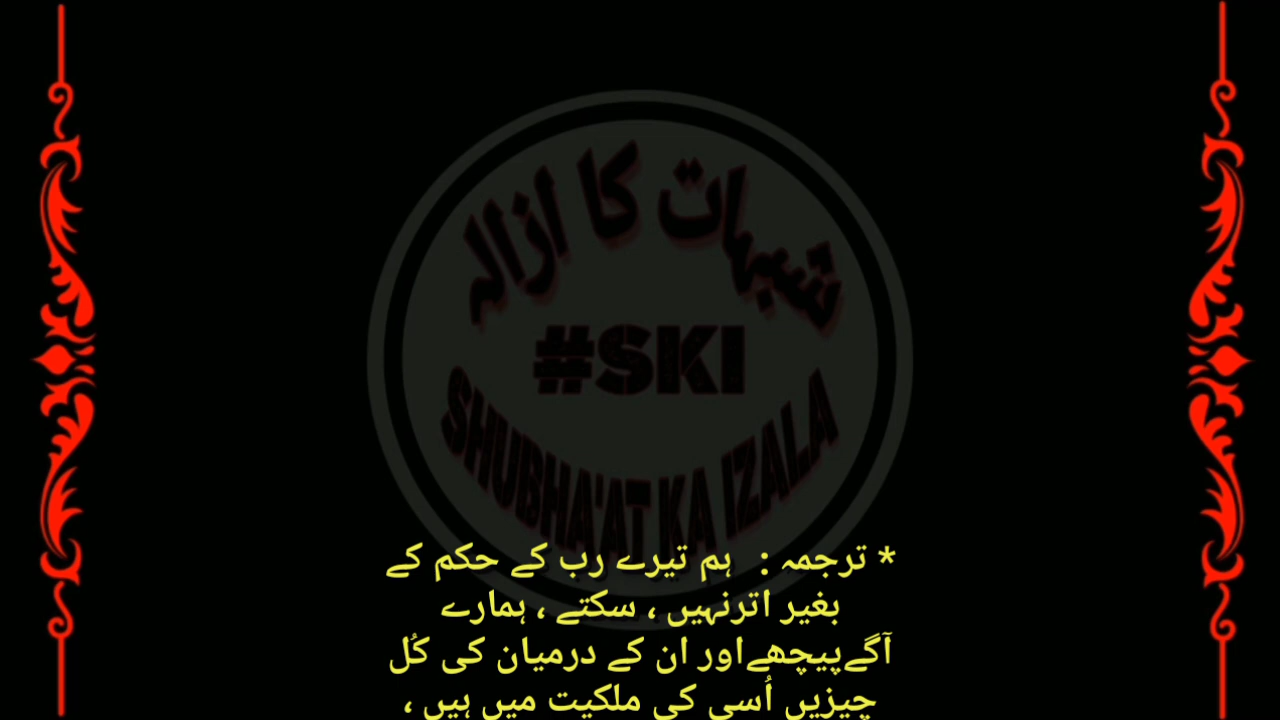 شبہات کا ازالہ
#SKI
SHUBHA'AT KA IZALA
* ترجمہ : ہم تیرے رب کے حکم کے
بغیر اترنہیں ، سکتے ، ہمارے
آگےپیچھےاور ان کے درمیان کی کُل
چیزیں اُسی کی ملکیت میں ہیں ،